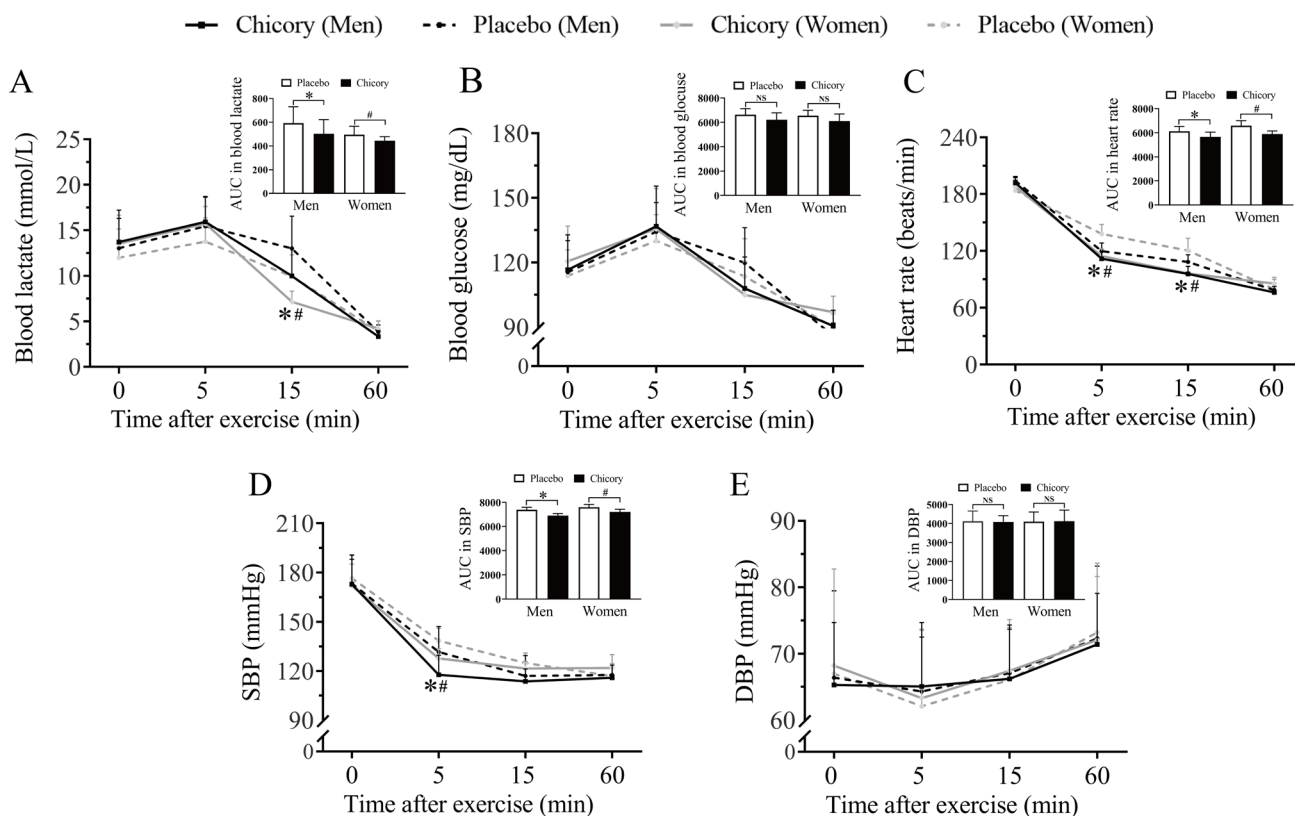 Chicory (Men) Placebo (Men) Chicory (Women) Placebo (Women)
A
Placebo Chicory
AUC in blood lactate
800
600
400
200
0
* #
Men Women
Blood lactate (mmol/L)
25
20
15
10
5
0
*#
0 5 15 60
Time after exercise (min)
B
Placebo Chicory
AUC in blood glocuse
8000
6000
4000
2000
0
NS NS
Men Women
Blood glucose (mg/dL)
180
150
120
90
0
0 5 15 60
Time after exercise (min)
C
Placebo Chicory
AUC in heart rate
10000
8000
6000
4000
2000
0
* #
Men Women
Heart rate (beats/min)
240
180
120
60
0
*# *#
0 5 15 60
Time after exercise (min)
D
Placebo Chicory
AUC in SBP
8000
6000
4000
2000
0
* #
Men Women
SBP (mmHg)
210
180
150
120
90
0
*#
0 5 15 60
Time after exercise (min)
E
Placebo Chicory
AUC in DBP
5000
4000
3000
2000
1000
0
NS NS
Men Women
DBP (mmHg)
90
80
70
60
0
0 5 15 60
Time after exercise (min)